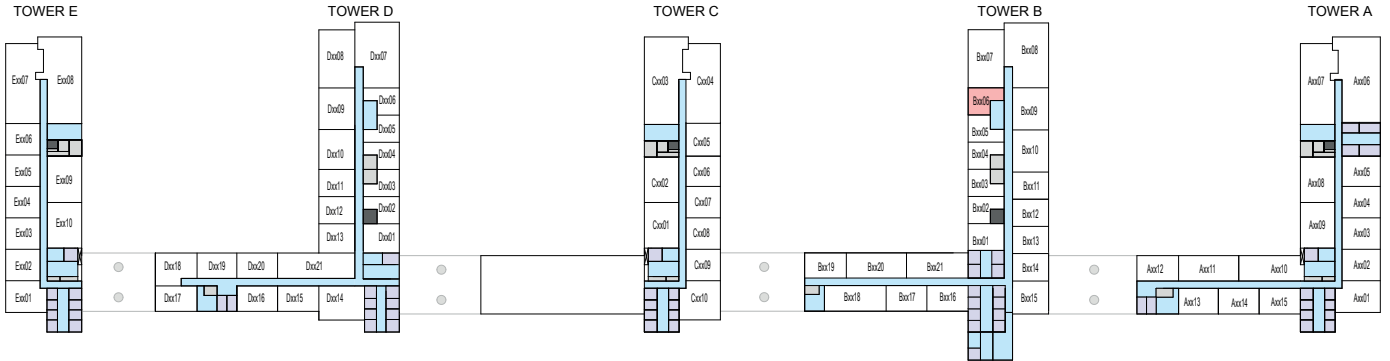 TOWER E
TOWER D
TOWER C
TOWER B
TOWER A
Exx07
Exx08
Exx06
Exx05
Exx09
Exx04
Exx03
Exx10
Exx02
Exx01
Dxx08
Dxx07
Dxx09
Dxx06
Dxx05
Dxx10
Dxx04
Dxx11
Dxx03
Dxx12
Dxx02
Dxx13
Dxx01
Dxx18
Dxx19
Dxx20
Dxx21
Dxx17
Dxx16
Dxx15
Dxx14
Cxx03
Cxx04
Cxx05
Cxx02
Cxx06
Cxx07
Cxx01
Cxx08
Cxx09
Cxx10
Bxx07
Bxx08
Bxx06
Bxx09
Bxx05
Bxx04
Bxx10
Bxx03
Bxx11
Bxx02
Bxx12
Bxx01
Bxx13
Bxx19
Bxx20
Bxx21
Bxx14
Bxx18
Bxx17
Bxx16
Bxx15
Axx07
Axx06
Axx08
Axx05
Axx04
Axx09
Axx03
Axx12
Axx11
Axx10
Axx02
Axx13
Axx14
Axx15
Axx01